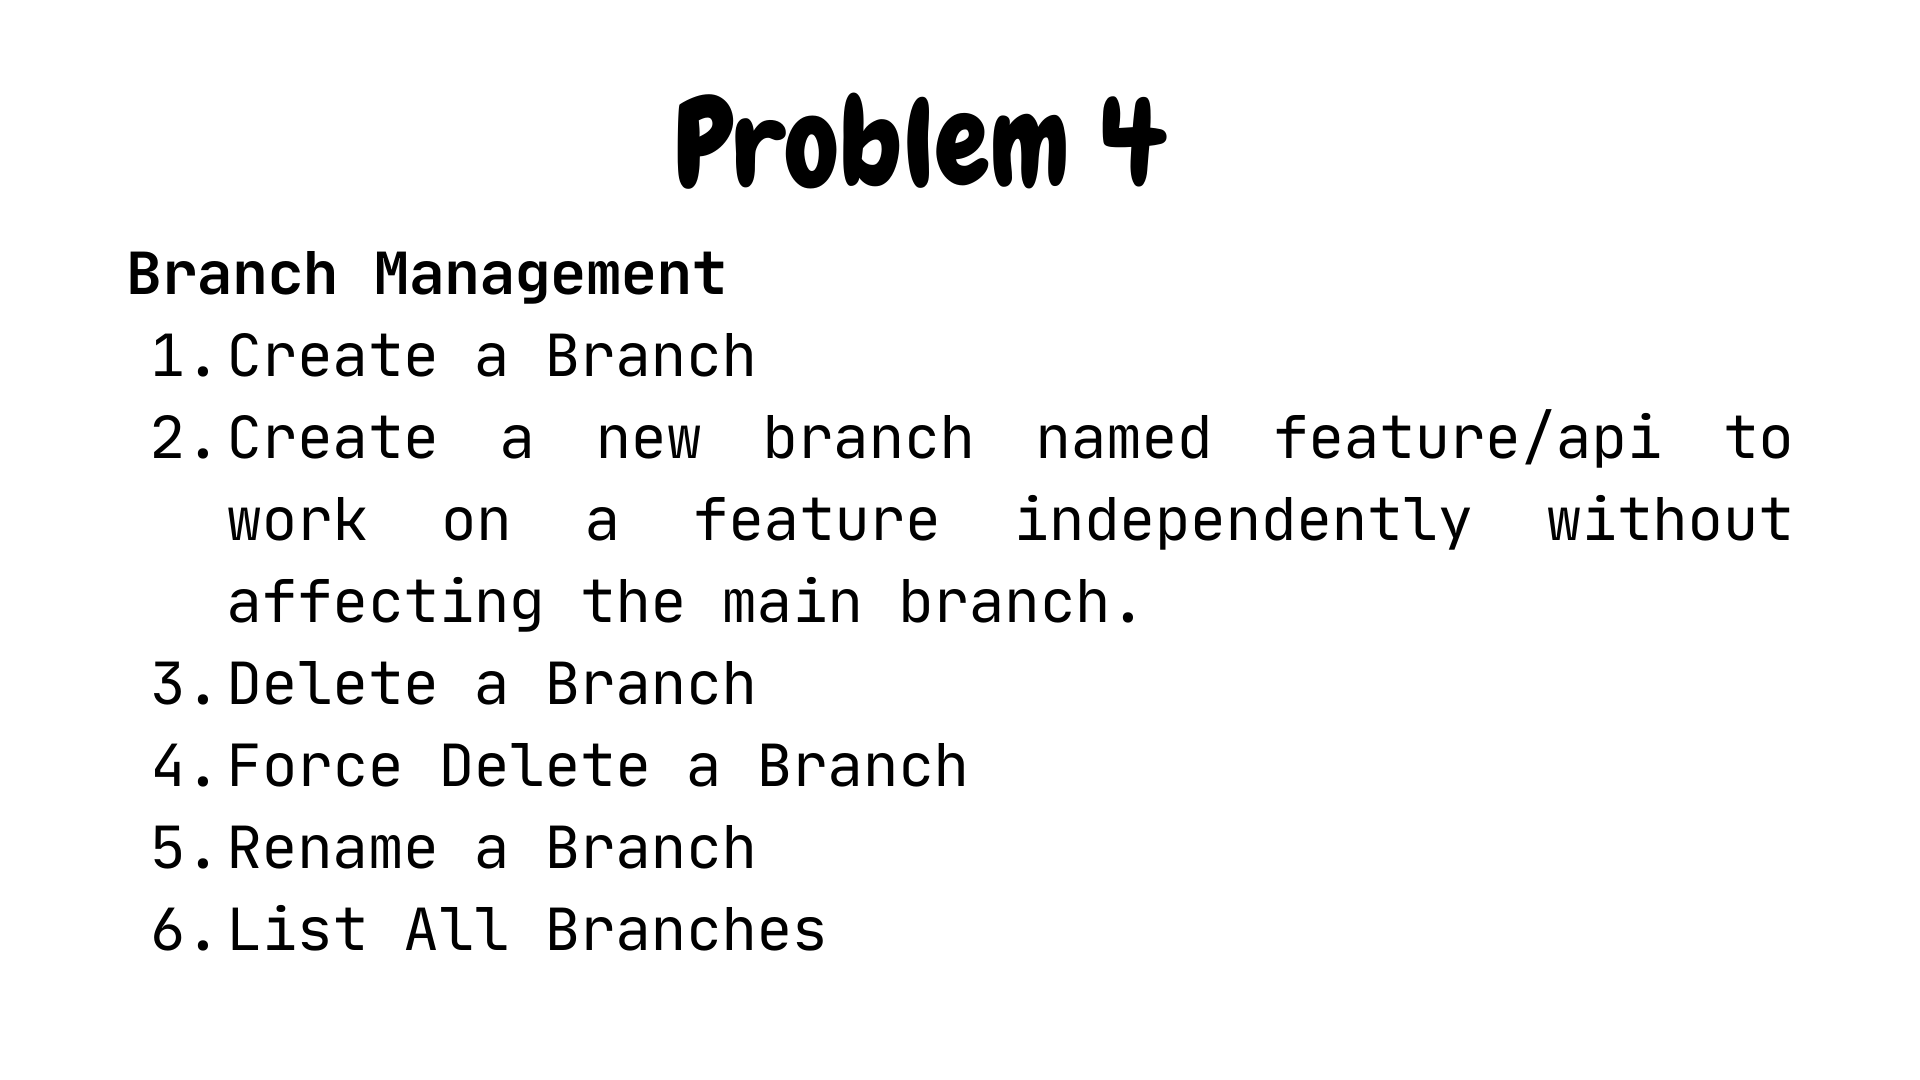 Problem 4
Branch Management
1. Create a Branch
2. Create a new branch named feature/api to
work on a feature independently without
affecting the main branch.
3. Delete a Branch
4. Force Delete a Branch
5. Rename a Branch
6. List All Branches